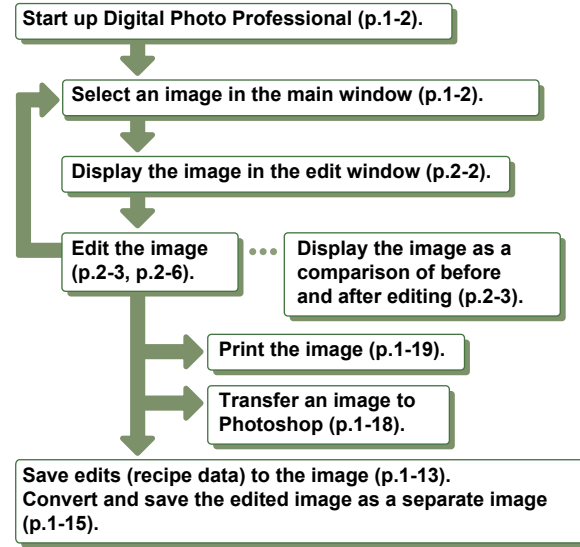 Start up Digital Photo Professional (p.1-2).
Select an image in the main window (p.1-2).
Display the image in the edit window (p.2-2).
Edit the image
(p.2-3, p.2-6).
Display the image as a
comparison of before
and after editing (p.2-3).
Print the image (p.1-19).
Transfer an image to
Photoshop (p.1-18).
Save edits (recipe data) to the image (p.1-13).
Convert and save the edited image as a separate image
(p.1-15).